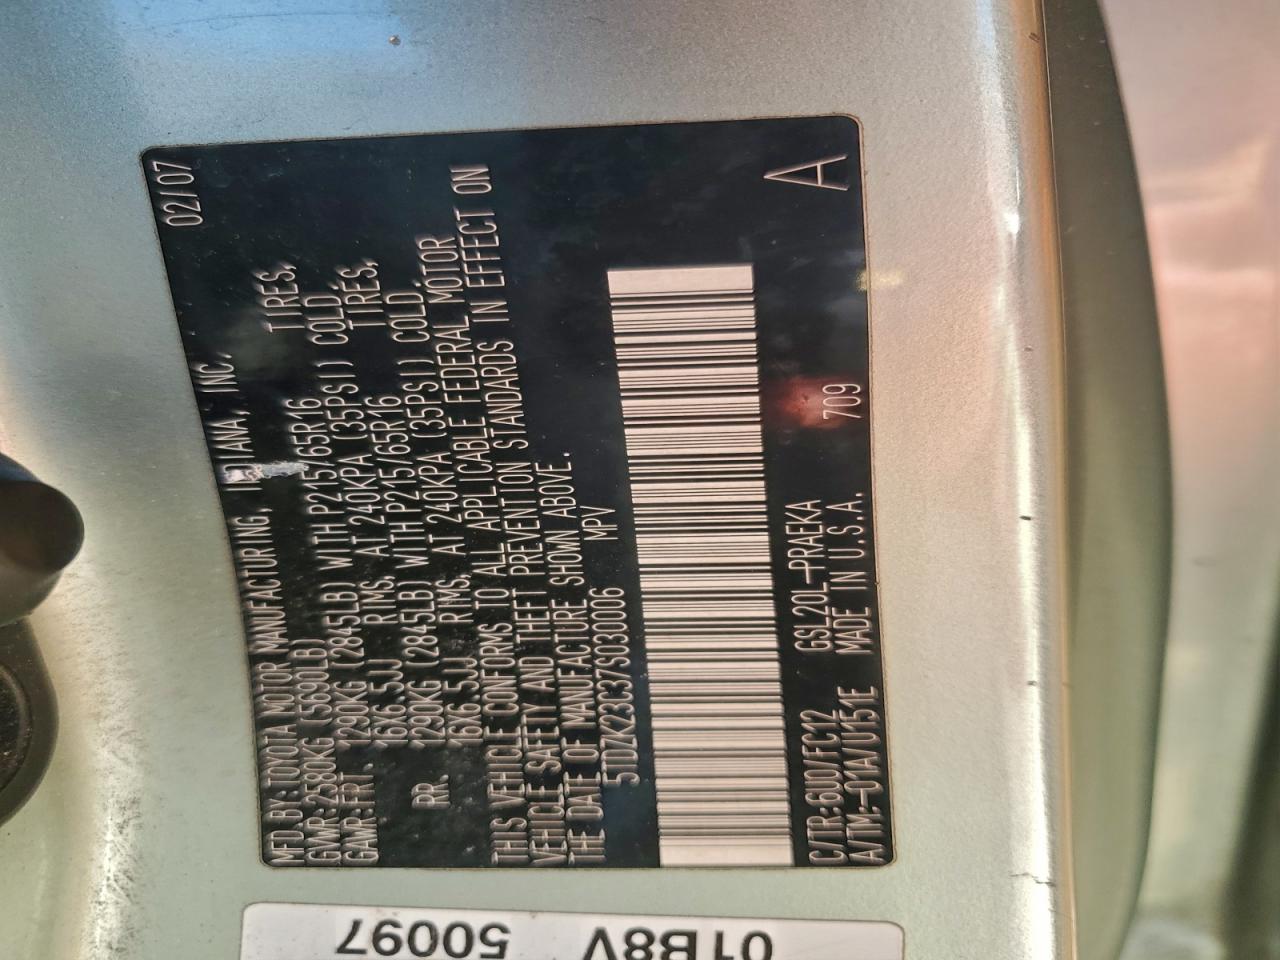 MFD BY: TOYOTA MOTOR MANUFACTURING, INDIANA, INC. 02/07
GVWR: 2580KG (5690LB)
GAWR: FRT. 1290KG (2845LB) WITH P215/65R16 TIRES,
16X6.5JJ RIMS, AT 240KPA (35PSI) COLD.
RR. 1290KG (2845LB) WITH P215/65R16 TIRES,
16X6.5JJ RIMS, AT 240KPA (35PSI) COLD.
THIS VEHICLE CONFORMS TO ALL APPLICABLE FEDERAL MOTOR
VEHICLE SAFETY AND THEFT PREVENTION STANDARDS IN EFFECT ON
THE DATE OF MANUFACTURE SHOWN ABOVE.
5TDZK23C37S030006 MPV
C/TR: 6U0/FC12 GSL20L-PRAEKA
A/TM: -01A/U151E MADE IN U.S.A. 709
A
01B8V 50097